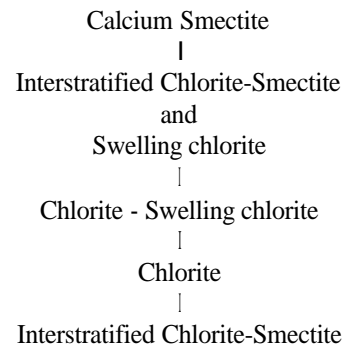 Calcium Smectite
Interstratified Chlorite-Smectite
and
Swelling chlorite
Chlorite - Swelling chlorite
Chlorite
Interstratified Chlorite-Smectite